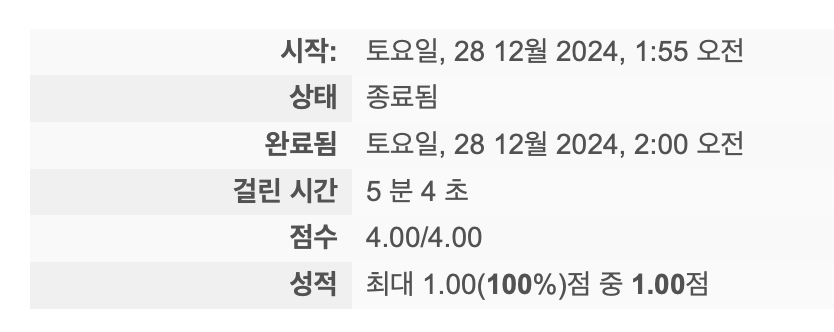 시작: 토요일, 28 12월 2024, 1:55 오전
상태 종료됨
완료됨 토요일, 28 12월 2024, 2:00 오전
걸린 시간 5 분 4 초
점수 4.00/4.00
성적 최대 1.00(100%)점 중 1.00점